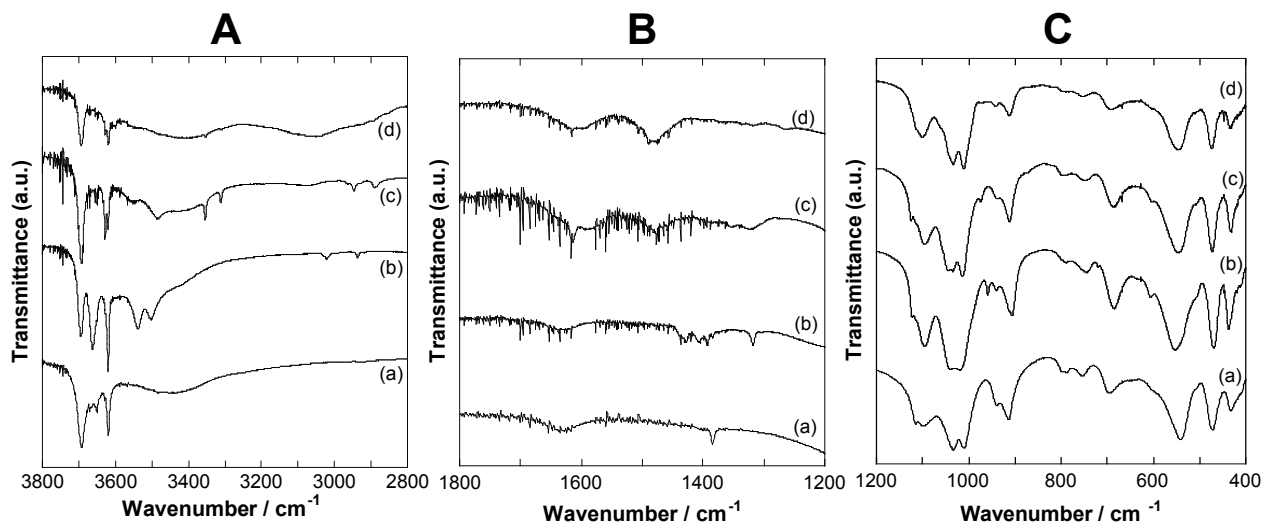 A
B
C
Transmittance (a.u.)
(d)
(c)
(b)
(a)
3800 3600 3400 3200 3000 2800
Wavenumber / cm⁻¹
Transmittance (a.u.)
(d)
(c)
(b)
(a)
1800 1600 1400 1200
Wavenumber / cm⁻¹
Transmittance (a.u.)
(d)
(c)
(b)
(a)
1200 1000 800 600 400
Wavenumber / cm⁻¹